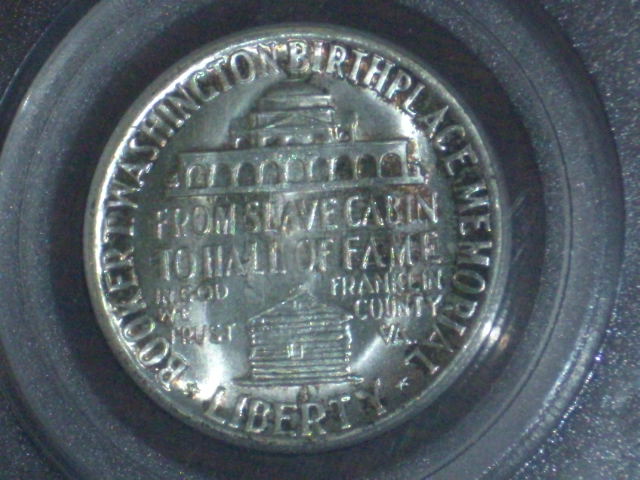 BOOKER T. WASHINGTON BIRTHPLACE MEMORIAL
FROM SLAVE CABIN
TO HALL OF FAME
IN GOD
WE
TRUST
FRANKLIN
COUNTY
VA.
LIBERTY